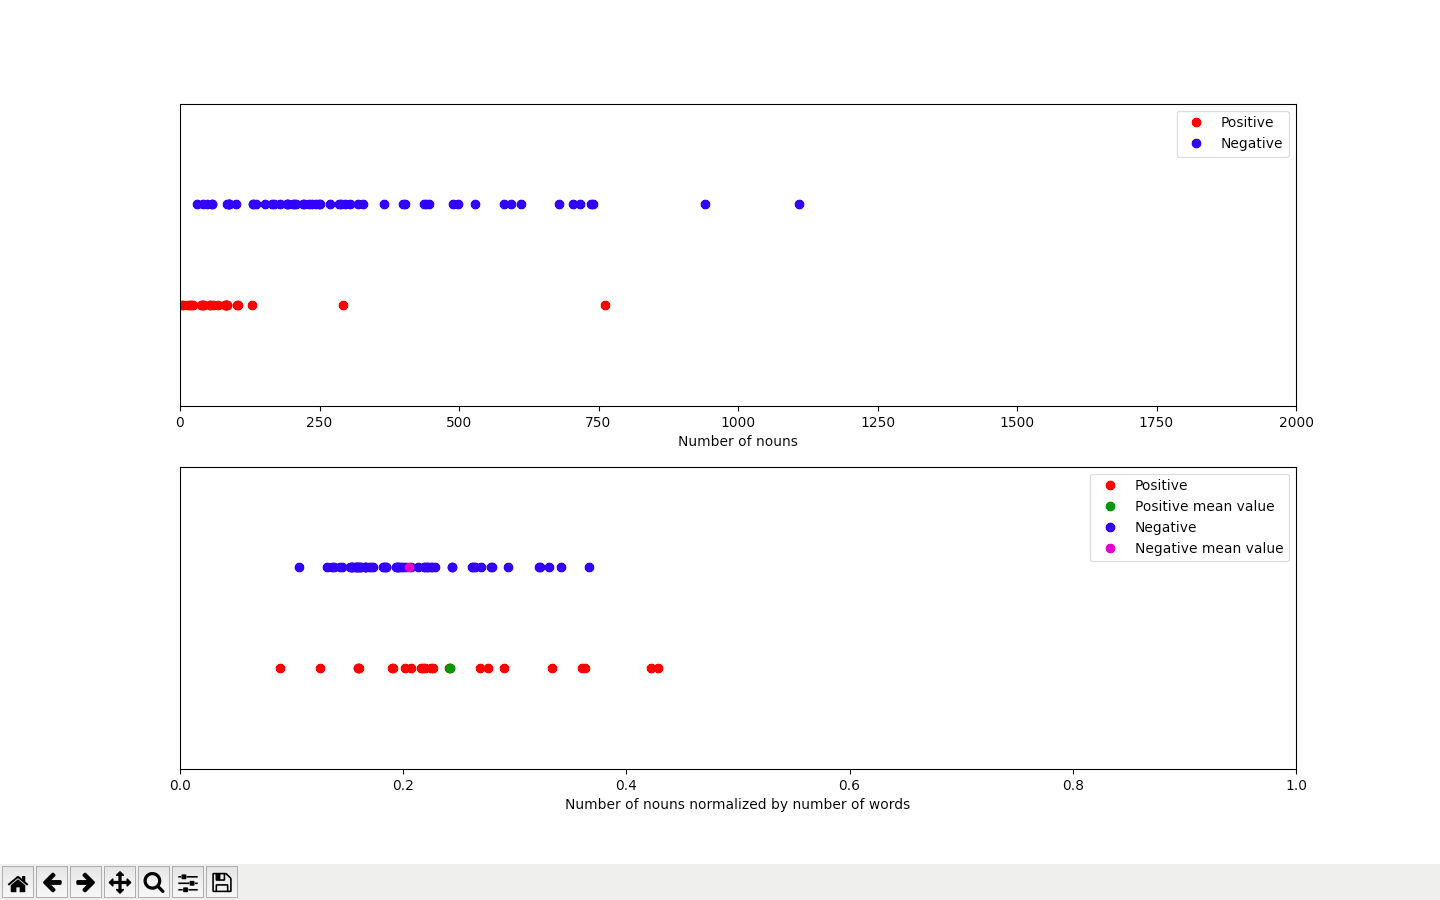 Positive
Negative
0 250 500 750 1000 1250 1500 1750 2000
Number of nouns
Positive
Positive mean value
Negative
Negative mean value
0.0 0.2 0.4 0.6 0.8 1.0
Number of nouns normalized by number of words